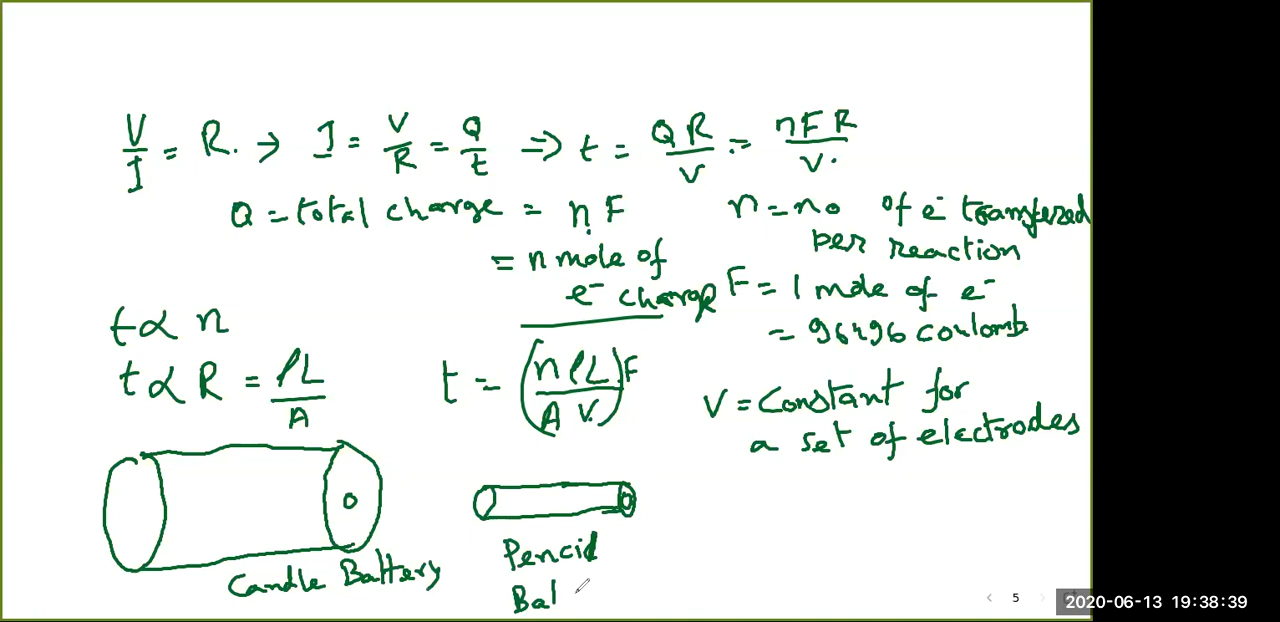 V/I = R. → I = V/R = Q/t ⇒ t = QR/V = nFR/V.
Q = total charge = nF
n = no of e⁻ transfered
per reaction
= n mole of
e⁻ charge
F = 1 mole of e⁻
= 96496 coulomb
t ∝ n
t ∝ R = ρL/A
t = (nρL/AV)F
V = Constant for
a set of electrodes
Candle Battery
Pencil
Bat
5
2020-06-13 19:38:39